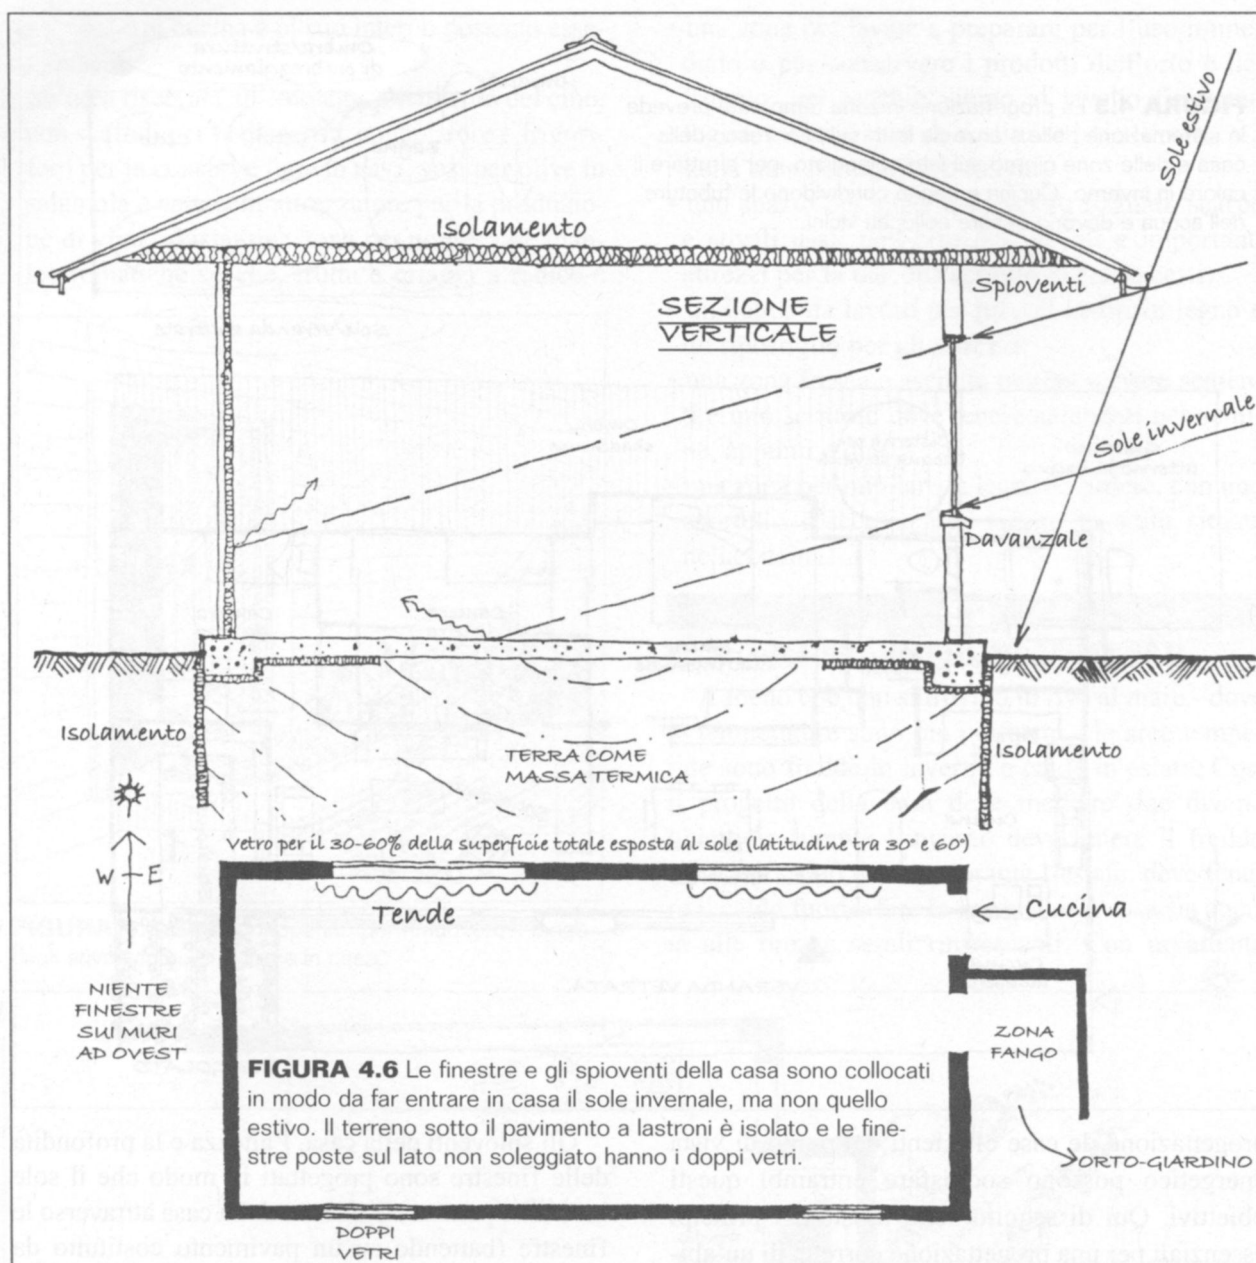 Isolamento
Sole estivo
Spioventi
SEZIONE
VERTICALE
Sole invernale
Davanzale
Isolamento
TERRA COME
MASSA TERMICA
Isolamento
Vetro per il 30-60% della superficie totale esposta al sole (latitudine tra 30° e 60°)
W E
Tende
Cucina
NIENTE
FINESTRE
SUI MURI
AD OVEST
ZONA
FANGO
FIGURA 4.6 Le finestre e gli spioventi della casa sono collocati
in modo da far entrare in casa il sole invernale, ma non quello
estivo. Il terreno sotto il pavimento a lastroni è isolato e le fine-
stre poste sul lato non soleggiato hanno i doppi vetri.
ORTO-GIARDINO
DOPPI
VETRI